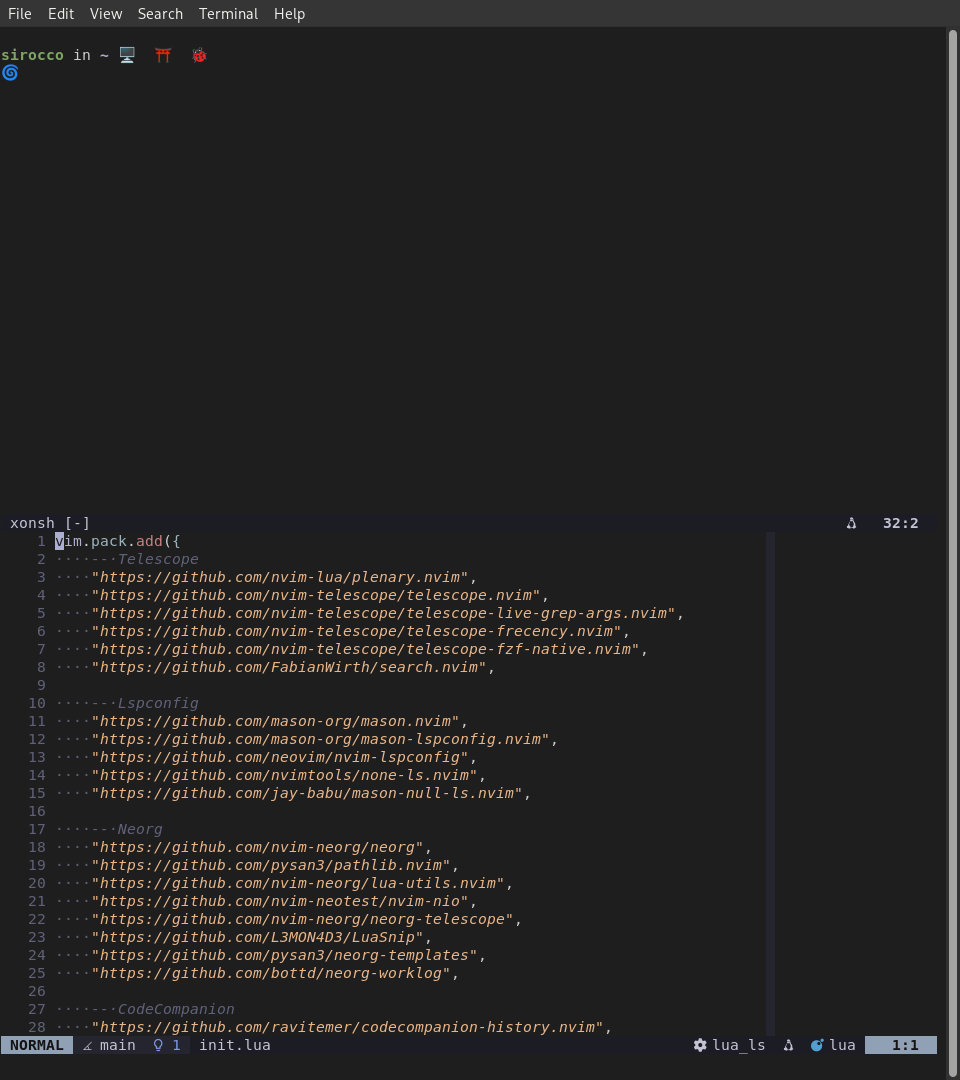 File Edit View Search Terminal Help
sirocco in ~ 🖥️ ⛩️ 🐞
🌀
xonsh [-] 32:2
1 vim.pack.add({
2 ····--·Telescope
3 ····"https://github.com/nvim-lua/plenary.nvim",
4 ····"https://github.com/nvim-telescope/telescope.nvim",
5 ····"https://github.com/nvim-telescope/telescope-live-grep-args.nvim",
6 ····"https://github.com/nvim-telescope/telescope-frecency.nvim",
7 ····"https://github.com/nvim-telescope/telescope-fzf-native.nvim",
8 ····"https://github.com/FabianWirth/search.nvim",
9
10 ····--·Lspconfig
11 ····"https://github.com/mason-org/mason.nvim",
12 ····"https://github.com/mason-org/mason-lspconfig.nvim",
13 ····"https://github.com/neovim/nvim-lspconfig",
14 ····"https://github.com/nvimtools/none-ls.nvim",
15 ····"https://github.com/jay-babu/mason-null-ls.nvim",
16
17 ····--·Neorg
18 ····"https://github.com/nvim-neorg/neorg",
19 ····"https://github.com/pysan3/pathlib.nvim",
20 ····"https://github.com/nvim-neorg/lua-utils.nvim",
21 ····"https://github.com/nvim-neotest/nvim-nio",
22 ····"https://github.com/nvim-neorg/neorg-telescope",
23 ····"https://github.com/L3MON4D3/LuaSnip",
24 ····"https://github.com/pysan3/neorg-templates",
25 ····"https://github.com/bottd/neorg-worklog",
26
27 ····--·CodeCompanion
28 ····"https://github.com/ravitemer/codecompanion-history.nvim",
NORMAL main 1 init.lua lua_ls lua 1:1